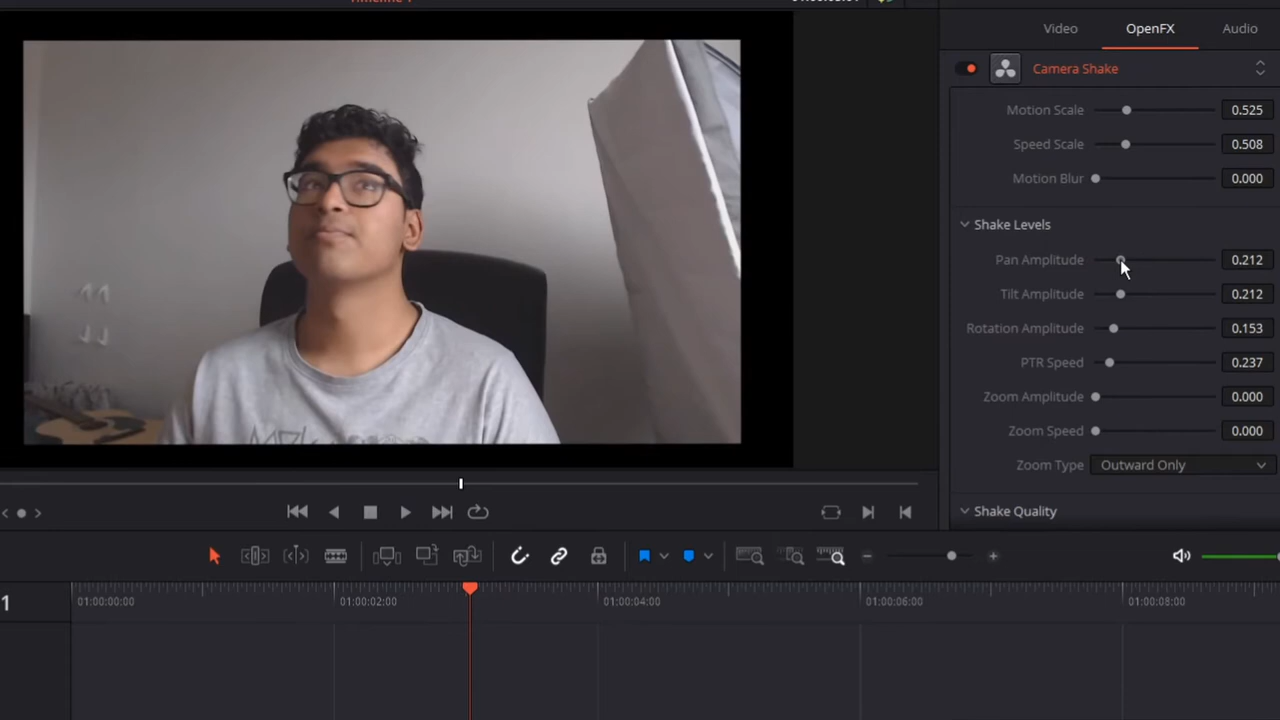 Timeline 1
Video
OpenFX
Audio
Camera Shake
Motion Scale 0.525
Speed Scale 0.508
Motion Blur 0.000
Shake Levels
Pan Amplitude 0.212
Tilt Amplitude 0.212
Rotation Amplitude 0.153
PTR Speed 0.237
Zoom Amplitude 0.000
Zoom Speed 0.000
Zoom Type Outward Only
Shake Quality
1
01:00:00:00
01:00:02:00
01:00:04:00
01:00:06:00
01:00:08:00